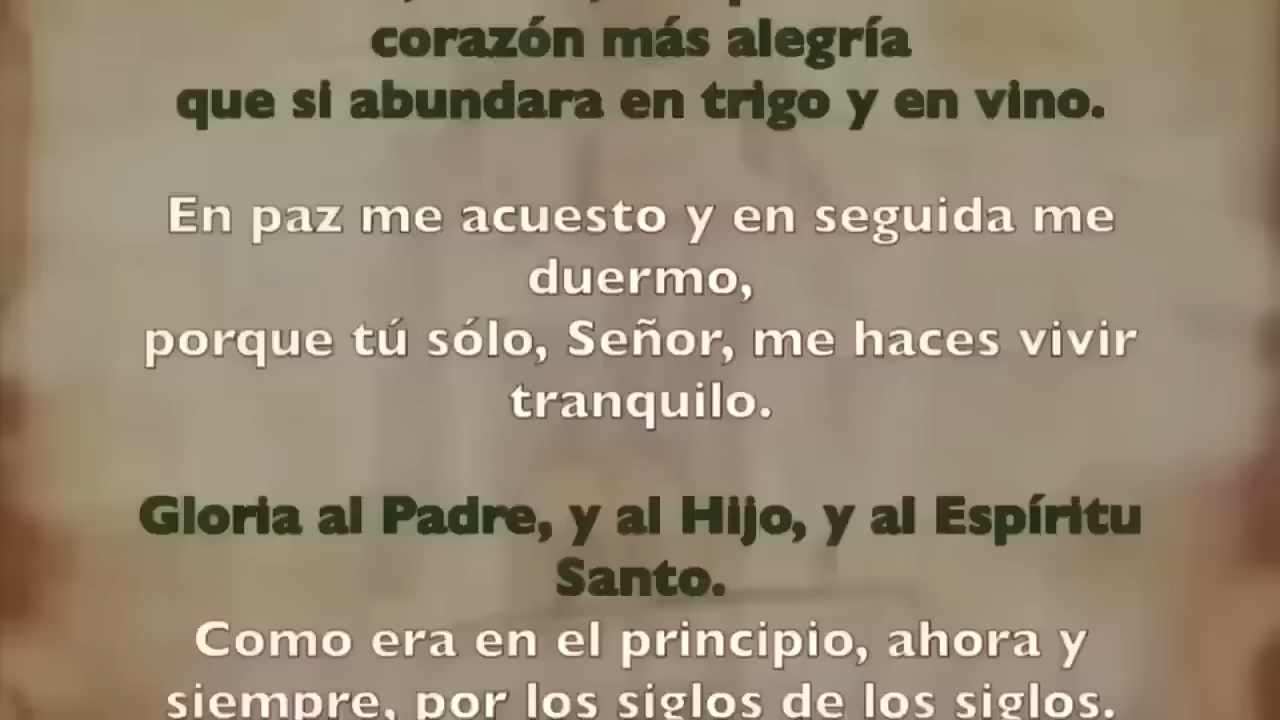 corazón más alegría
que si abundara en trigo y en vino.
En paz me acuesto y en seguida me
duermo,
porque tú sólo, Señor, me haces vivir
tranquilo.
Gloria al Padre, y al Hijo, y al Espíritu
Santo.
Como era en el principio, ahora y
siempre, por los siglos de los siglos.